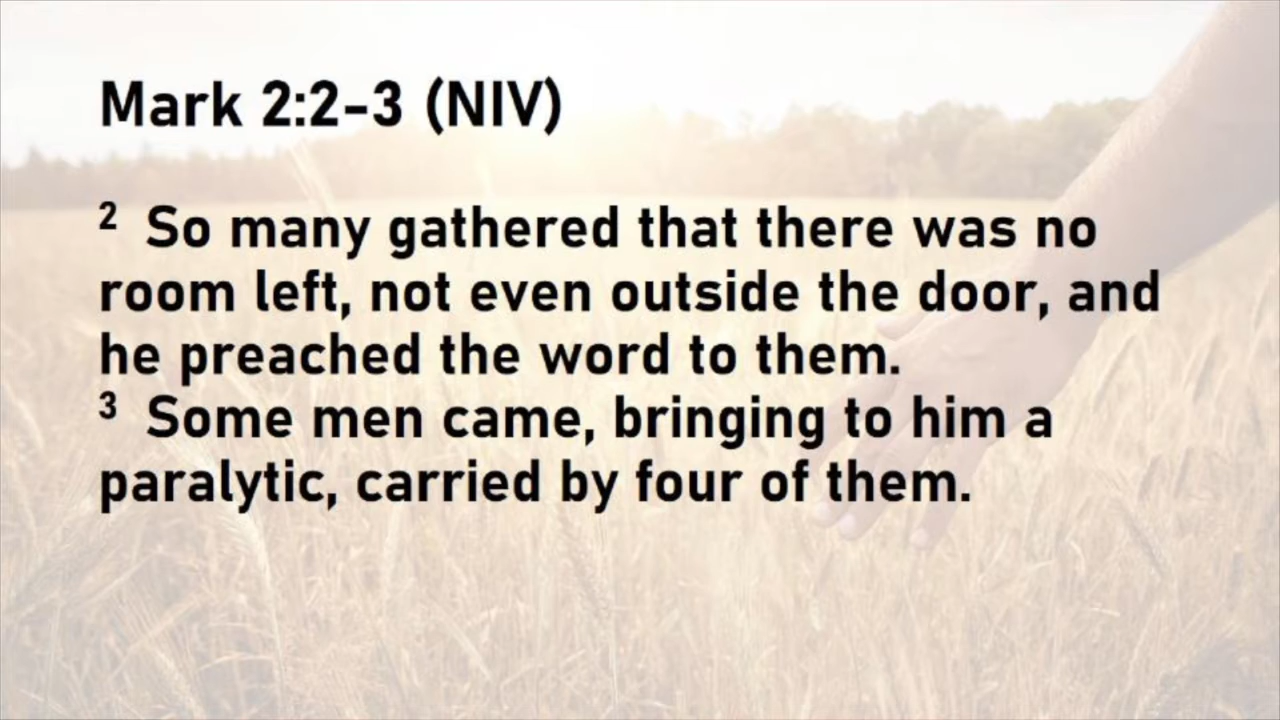 Mark 2:2-3 (NIV)
2 So many gathered that there was no
room left, not even outside the door, and
he preached the word to them.
3 Some men came, bringing to him a
paralytic, carried by four of them.